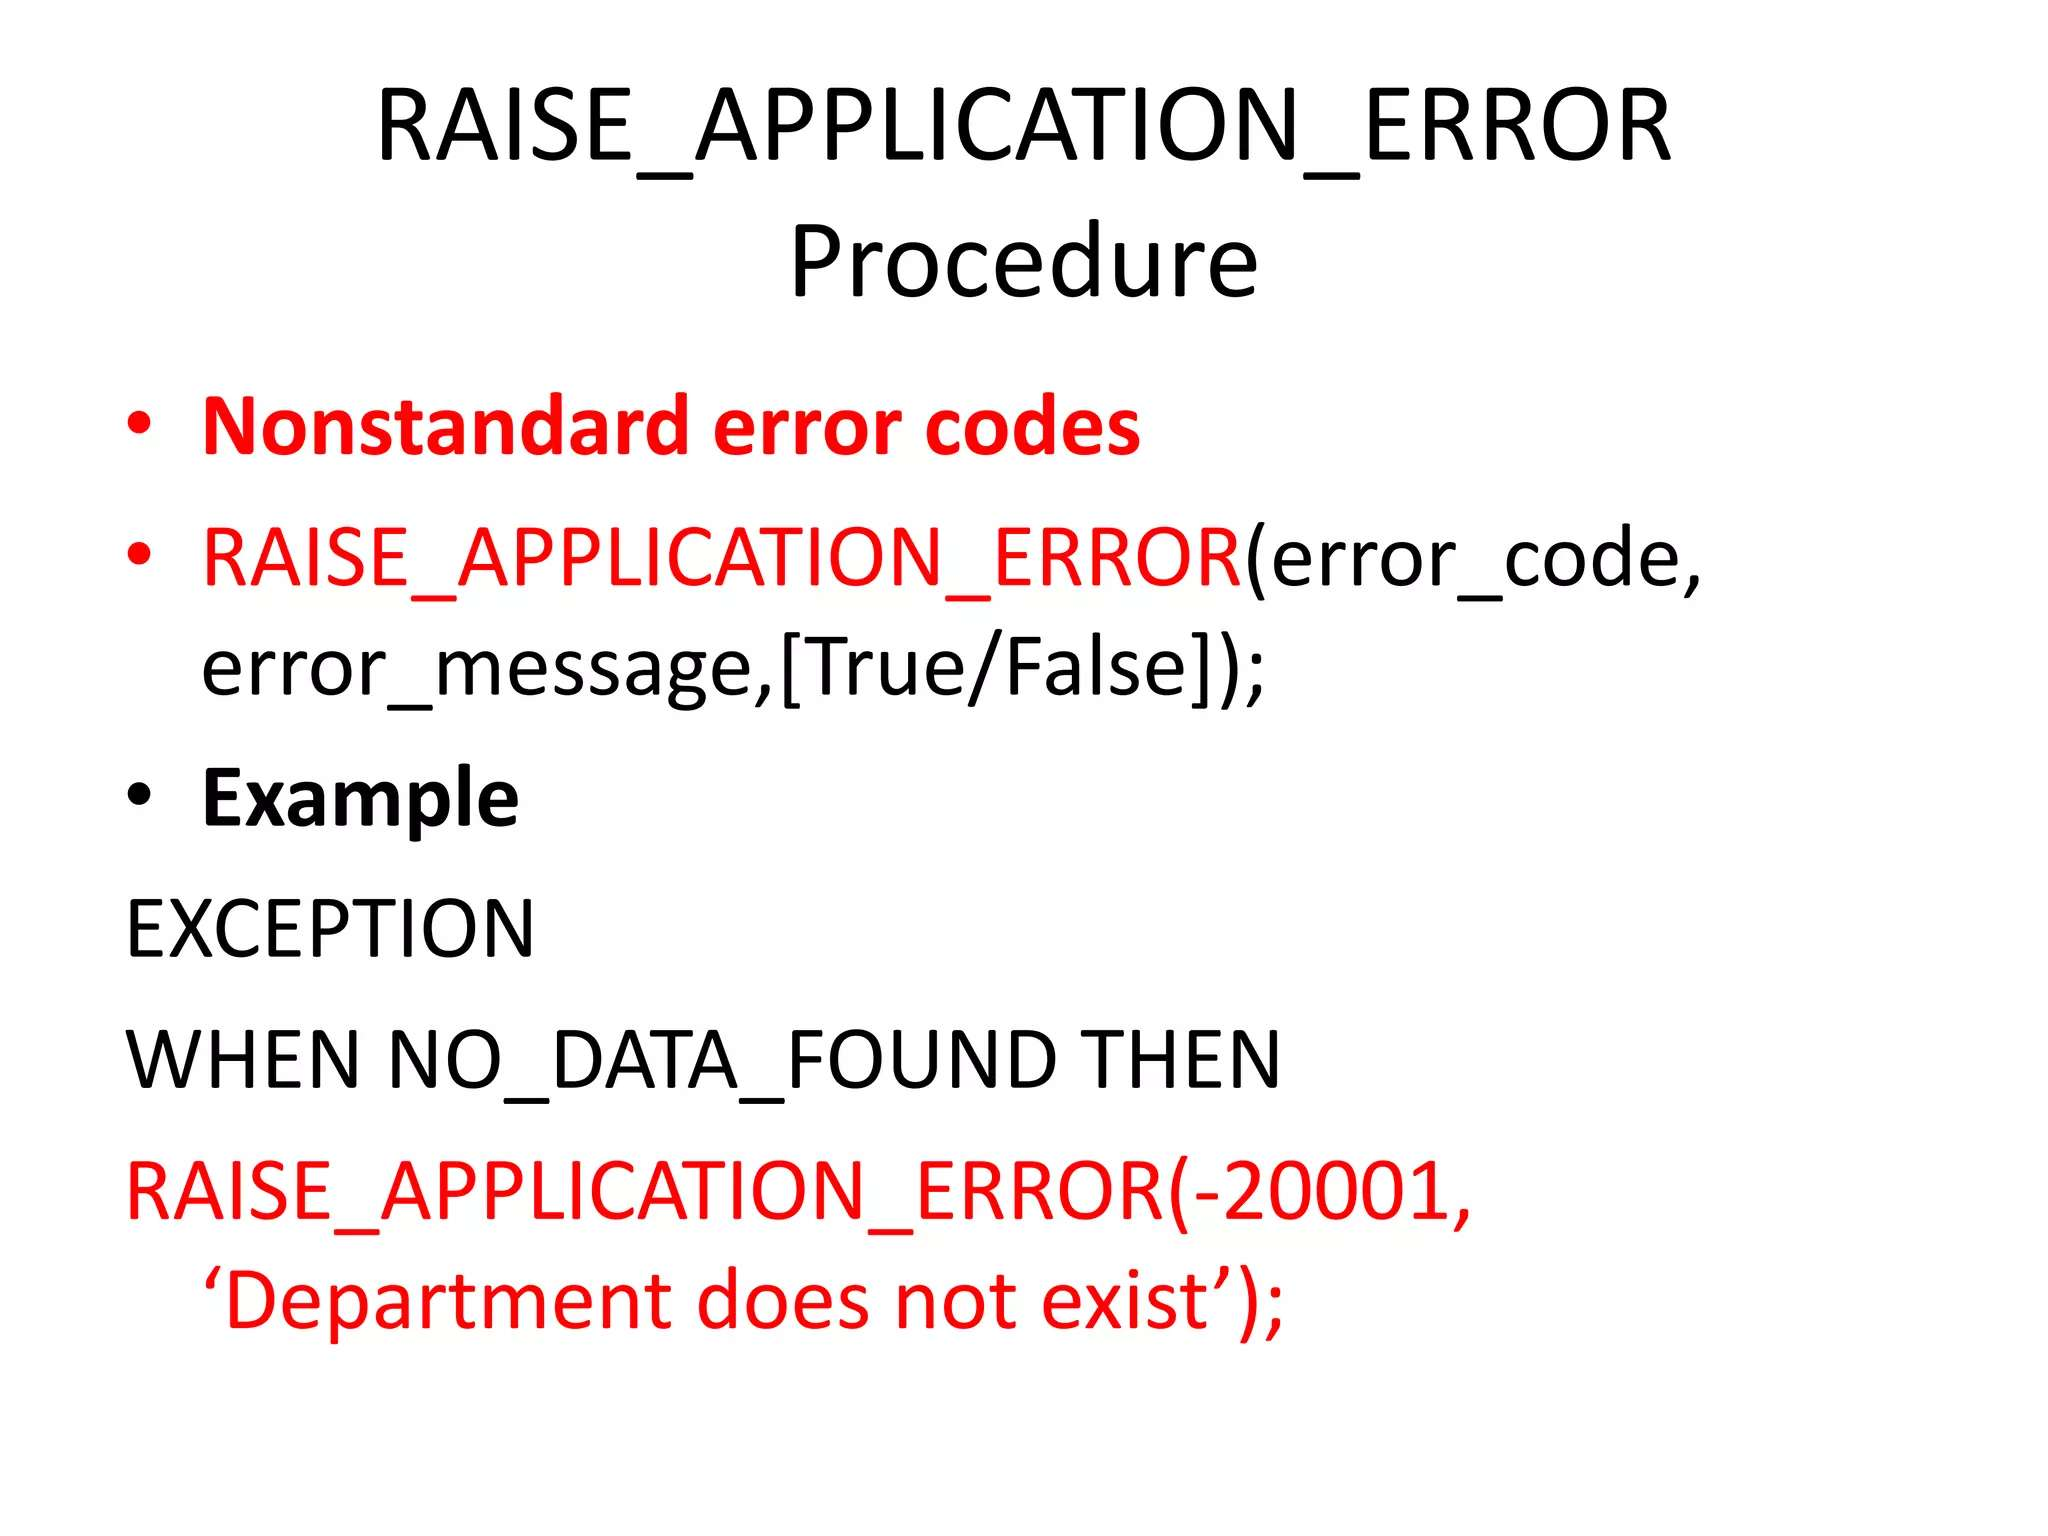 RAISE_APPLICATION_ERROR
Procedure
• Nonstandard error codes
• RAISE_APPLICATION_ERROR(error_code,
error_message,[True/False]);
• Example
EXCEPTION
WHEN NO_DATA_FOUND THEN
RAISE_APPLICATION_ERROR(-20001,
‘Department does not exist’);